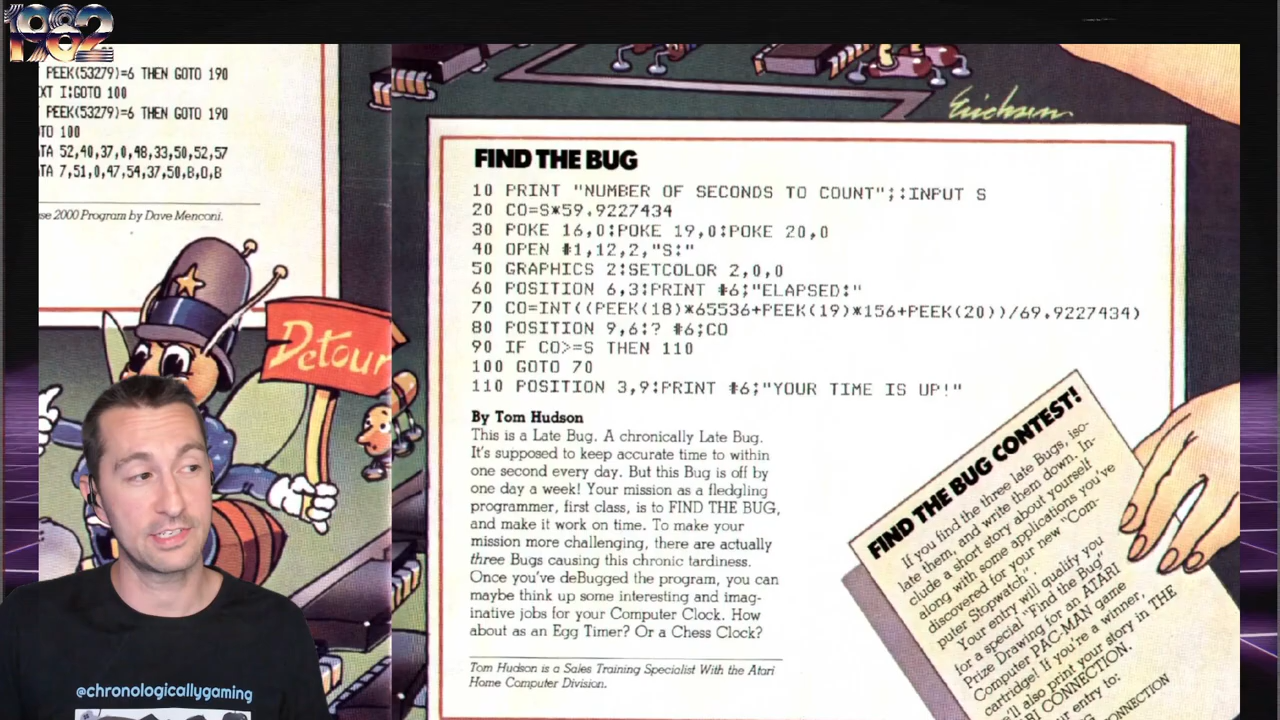 1982
PEEK(53279)=6 THEN GOTO 190
EXT I:GOTO 100
PEEK(53279)=6 THEN GOTO 190
TO 100
ATA 52,40,37,0,48,33,50,52,57
ATA 7,51,0,47,54,37,50,B,O,B
se 2000 Program by Dave Menconi.
Detour
Erichsen
FIND THE BUG
10 PRINT "NUMBER OF SECONDS TO COUNT";:INPUT S
20 CO=S*59.9227434
30 POKE 16,0:POKE 19,0:POKE 20,0
40 OPEN #1,12,2,"S:"
50 GRAPHICS 2:SETCOLOR 2,0,0
60 POSITION 6,3:PRINT #6;"ELAPSED:"
70 CO=INT((PEEK(18)*65536+PEEK(19)*156+PEEK(20))/69.9227434)
80 POSITION 9,6:? #6;CO
90 IF CO>=S THEN 110
100 GOTO 70
110 POSITION 3,9:PRINT #6;"YOUR TIME IS UP!"
By Tom Hudson
This is a Late Bug. A chronically Late Bug.
It's supposed to keep accurate time to within
one second every day. But this Bug is off by
one day a week! Your mission as a fledgling
programmer, first class, is to FIND THE BUG,
and make it work on time. To make your
mission more challenging, there are actually
three Bugs causing this chronic tardiness.
Once you've deBugged the program, you can
maybe think up some interesting and imag-
inative jobs for your Computer Clock. How
about as an Egg Timer? Or a Chess Clock?
Tom Hudson is a Sales Training Specialist With the Atari
Home Computer Division.
FIND THE BUG CONTEST!
If you find the three late Bugs, iso-
late them, and write them down. In-
clude a short story about yourself
along with some applications you've
discovered for your new "Com-
puter Stopwatch".
Your entry will qualify you
for a special "Find the Bug"
Prize Drawing for an ATARI
Computer PAC-MAN game
cartridge! If you're a winner,
we'll also print your story in THE
ARI CONNECTION.
ur entry to:
CONNECTION
@chronologicallygaming